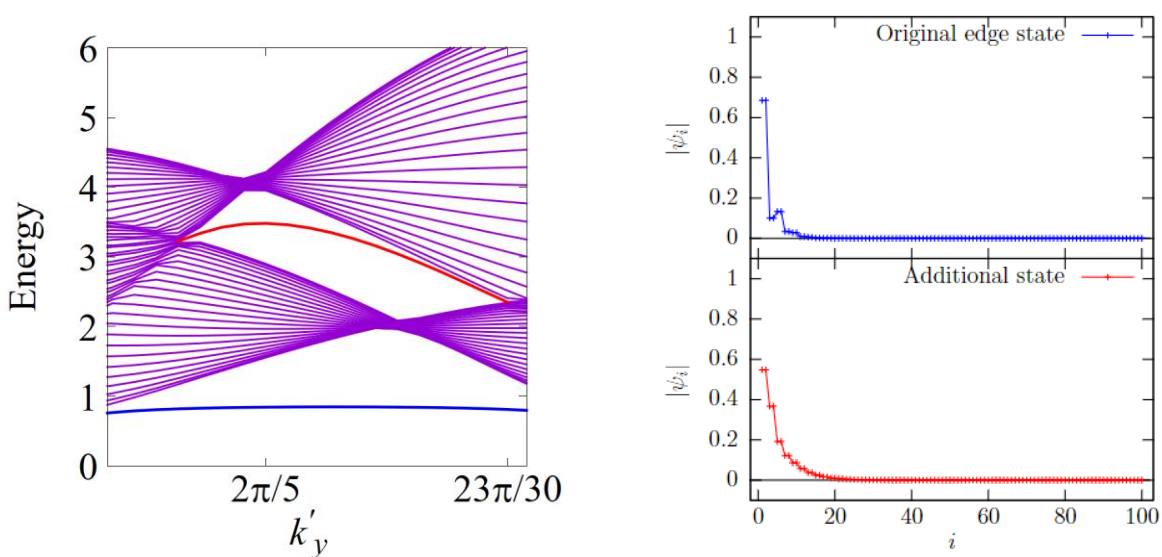 6
5
4
3
2
1
0
Energy
2π/5
23π/30
k'y
Original edge state
1
0.8
0.6
0.4
0.2
0
|ψi|
Additional state
1
0.8
0.6
0.4
0.2
0
|ψi|
0 20 40 60 80 100
i